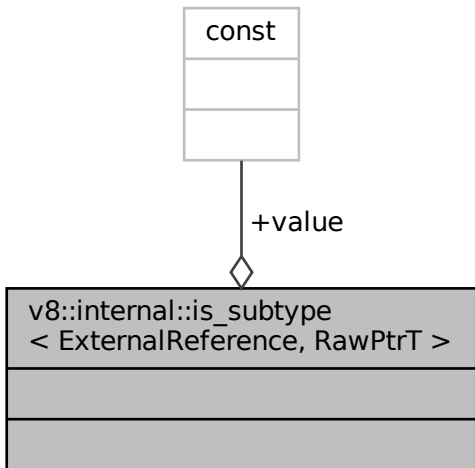 const
+value
v8::internal::is_subtype
< ExternalReference, RawPtrT >